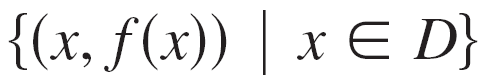 {(x, f(x)) | x ∈ D}